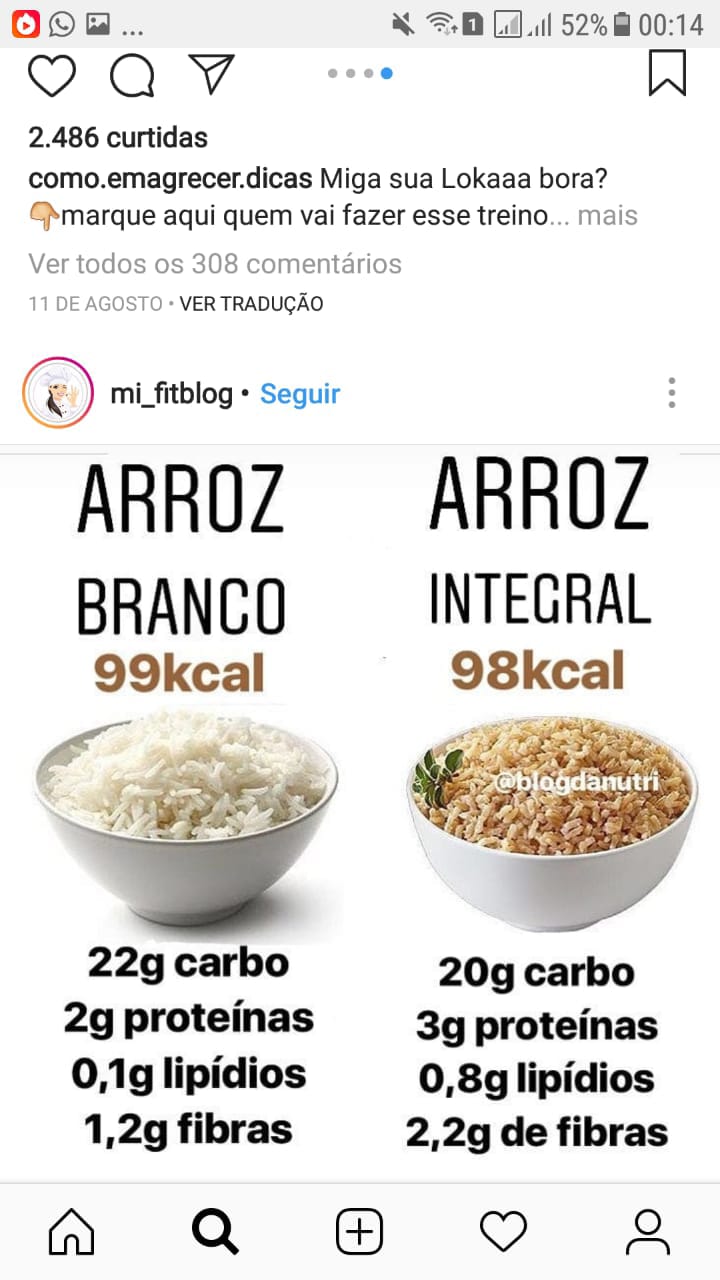 ... 1 52% 00:14
2.486 curtidas
como.emagrecer.dicas Miga sua Lokaaa bora?
👇marque aqui quem vai fazer esse treino... mais
Ver todos os 308 comentários
11 DE AGOSTO • VER TRADUÇÃO
mi_fitblog • Seguir
ARROZ
BRANCO
99kcal
22g carbo
2g proteínas
0,1g lipídios
1,2g fibras
ARROZ
INTEGRAL
98kcal
@blogdanutri
20g carbo
3g proteínas
0,8g lipídios
2,2g de fibras